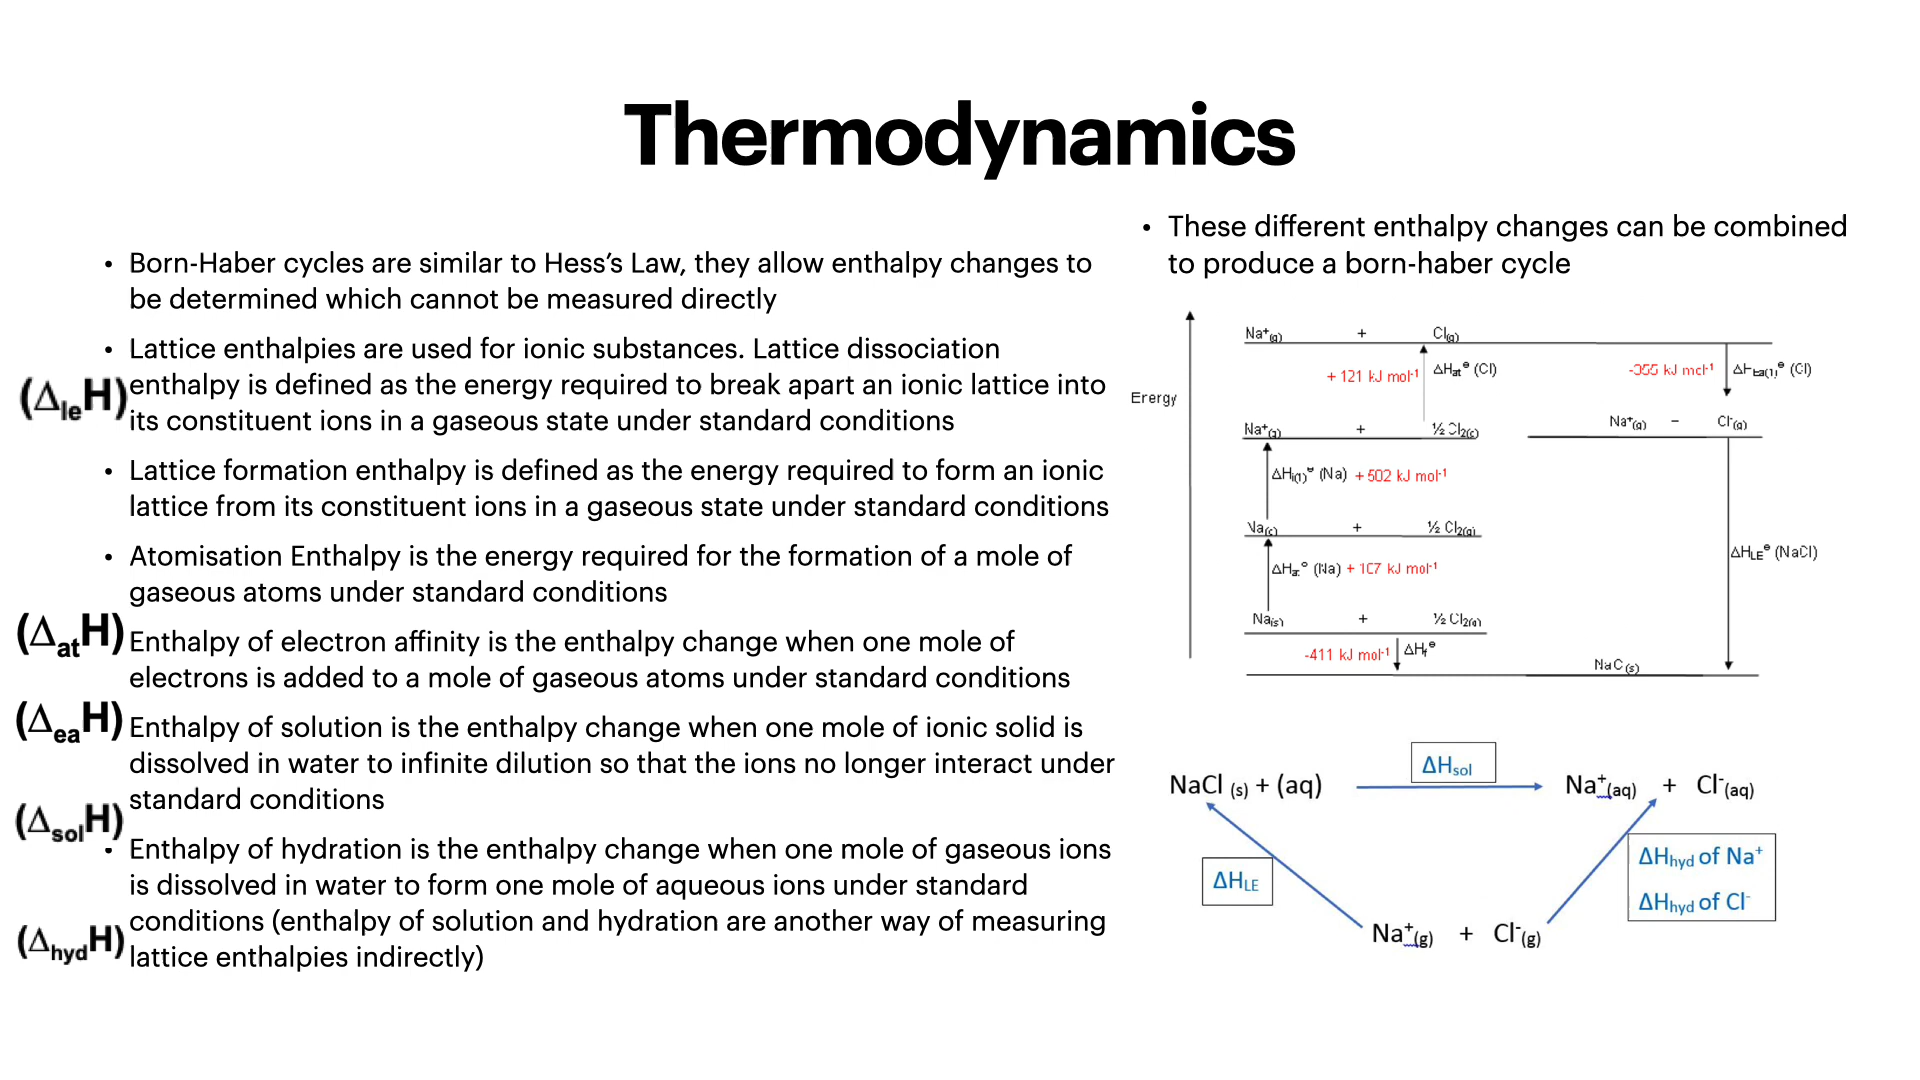 Thermodynamics
• Born-Haber cycles are similar to Hess’s Law, they allow enthalpy changes to
be determined which cannot be measured directly
• Lattice enthalpies are used for ionic substances. Lattice dissociation
(ΔleH) enthalpy is defined as the energy required to break apart an ionic lattice into
its constituent ions in a gaseous state under standard conditions
• Lattice formation enthalpy is defined as the energy required to form an ionic
lattice from its constituent ions in a gaseous state under standard conditions
• Atomisation Enthalpy is the energy required for the formation of a mole of
gaseous atoms under standard conditions
(ΔatH) Enthalpy of electron affinity is the enthalpy change when one mole of
electrons is added to a mole of gaseous atoms under standard conditions
(ΔeaH) Enthalpy of solution is the enthalpy change when one mole of ionic solid is
dissolved in water to infinite dilution so that the ions no longer interact under
standard conditions
(ΔsolH)
• Enthalpy of hydration is the enthalpy change when one mole of gaseous ions
is dissolved in water to form one mole of aqueous ions under standard
conditions (enthalpy of solution and hydration are another way of measuring
(ΔhydH) lattice enthalpies indirectly)
• These different enthalpy changes can be combined
to produce a born-haber cycle
Na⁺(g) + Cl(g)
+ 121 kJ mol⁻¹ ΔHat⦵ (Cl) ΔHea(1)⦵ (Cl)
Energy
Na⁺(g) – Cl⁻(g)
Na⁺(g) + ½ Cl2(g)
ΔHi(1)⦵ (Na) + 502 kJ mol⁻¹
Na(g) + ½ Cl2(g)
ΔHLE⦵ (NaCl)
ΔHat⦵ (Na) + 107 kJ mol⁻¹
Na(s) + ½ Cl2(g)
-411 kJ mol⁻¹ ΔHf⦵
NaCl(s)
ΔHsol
NaCl (s) + (aq) Na⁺(aq) + Cl⁻(aq)
ΔHhyd of Na⁺
ΔHLE
ΔHhyd of Cl⁻
Na⁺(g) + Cl⁻(g)